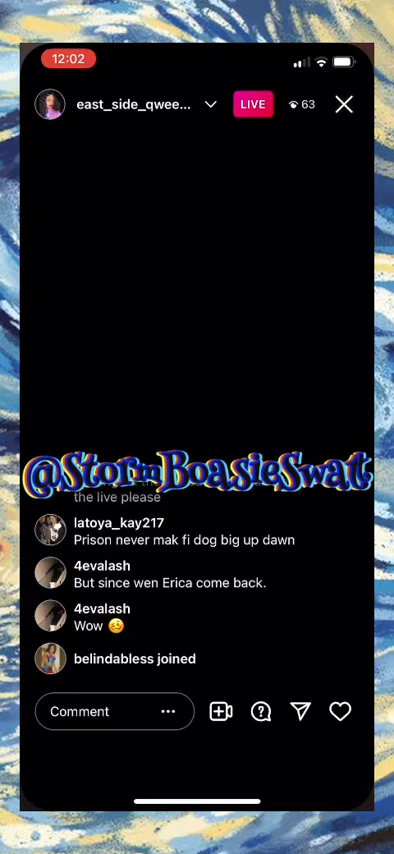 12:02
east_side_qwee...
LIVE
63
@StormBoasieSwat
the live please
latoya_kay217
Prison never mak fi dog big up dawn
4evalash
But since wen Erica come back.
4evalash
Wow 🥴
belindabless joined
Comment